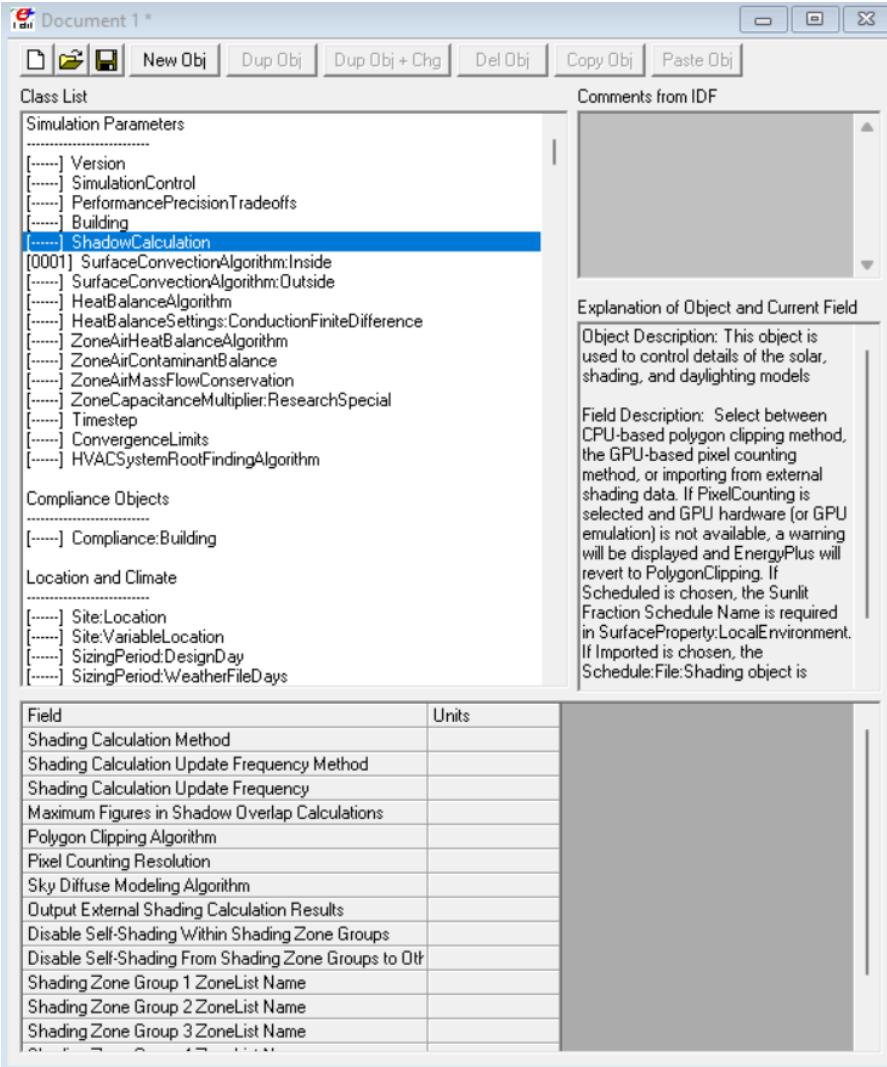 Document 1 *
New Obj Dup Obj Dup Obj + Chg Del Obj Copy Obj Paste Obj
Class List
Simulation Parameters
----------------------------
[------] Version
[------] SimulationControl
[------] PerformancePrecisionTradeoffs
[------] Building
[------] ShadowCalculation
[0001] SurfaceConvectionAlgorithm:Inside
[------] SurfaceConvectionAlgorithm:Outside
[------] HeatBalanceAlgorithm
[------] HeatBalanceSettings:ConductionFiniteDifference
[------] ZoneAirHeatBalanceAlgorithm
[------] ZoneAirContaminantBalance
[------] ZoneAirMassFlowConservation
[------] ZoneCapacitanceMultiplier:ResearchSpecial
[------] Timestep
[------] ConvergenceLimits
[------] HVACSystemRootFindingAlgorithm
Compliance Objects
----------------------------
[------] Compliance:Building
Location and Climate
----------------------------
[------] Site:Location
[------] Site:VariableLocation
[------] SizingPeriod:DesignDay
[------] SizingPeriod:WeatherFileDays
Comments from IDF
Explanation of Object and Current Field
Object Description: This object is
used to control details of the solar,
shading, and daylighting models
Field Description: Select between
CPU-based polygon clipping method,
the GPU-based pixel counting
method, or importing from external
shading data. If PixelCounting is
selected and GPU hardware (or GPU
emulation) is not available, a warning
will be displayed and EnergyPlus will
revert to PolygonClipping. If
Scheduled is chosen, the Sunlit
Fraction Schedule Name is required
in SurfaceProperty:LocalEnvironment.
If Imported is chosen, the
Schedule:File:Shading object is
Field Units
Shading Calculation Method
Shading Calculation Update Frequency Method
Shading Calculation Update Frequency
Maximum Figures in Shadow Overlap Calculations
Polygon Clipping Algorithm
Pixel Counting Resolution
Sky Diffuse Modeling Algorithm
Output External Shading Calculation Results
Disable Self-Shading Within Shading Zone Groups
Disable Self-Shading From Shading Zone Groups to Oth
Shading Zone Group 1 ZoneList Name
Shading Zone Group 2 ZoneList Name
Shading Zone Group 3 ZoneList Name